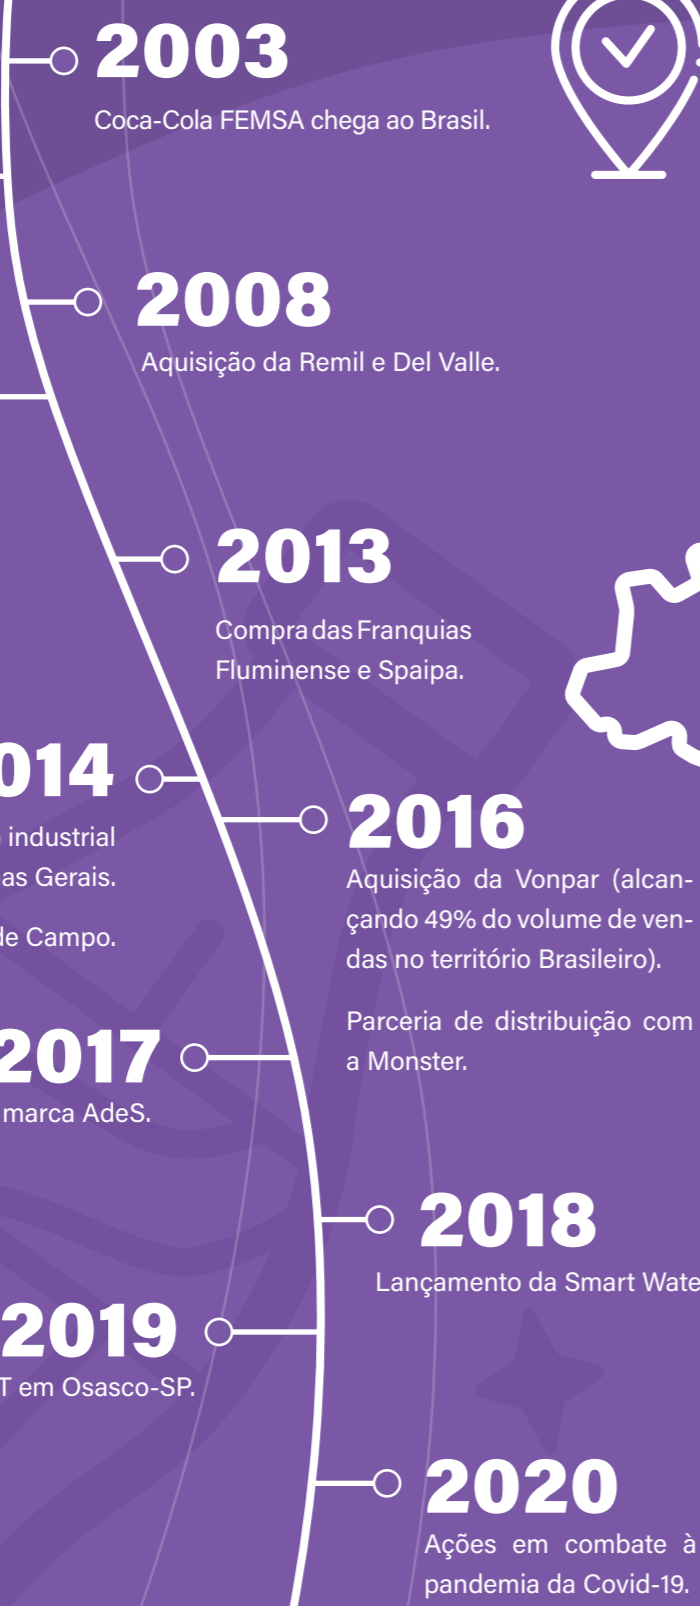 2003
Coca-Cola FEMSA chega ao Brasil.
2008
Aquisição da Remil e Del Valle.
2013
Compra das Franquias
Fluminense e Spaipa.
014
industrial
as Gerais.
de Campo.
2016
Aquisição da Vonpar (alcan-
çando 49% do volume de ven-
das no território Brasileiro).
Parceria de distribuição com
a Monster.
2017
marca AdeS.
2018
Lançamento da Smart Wate
2019
T em Osasco-SP.
2020
Ações em combate à
pandemia da Covid-19.